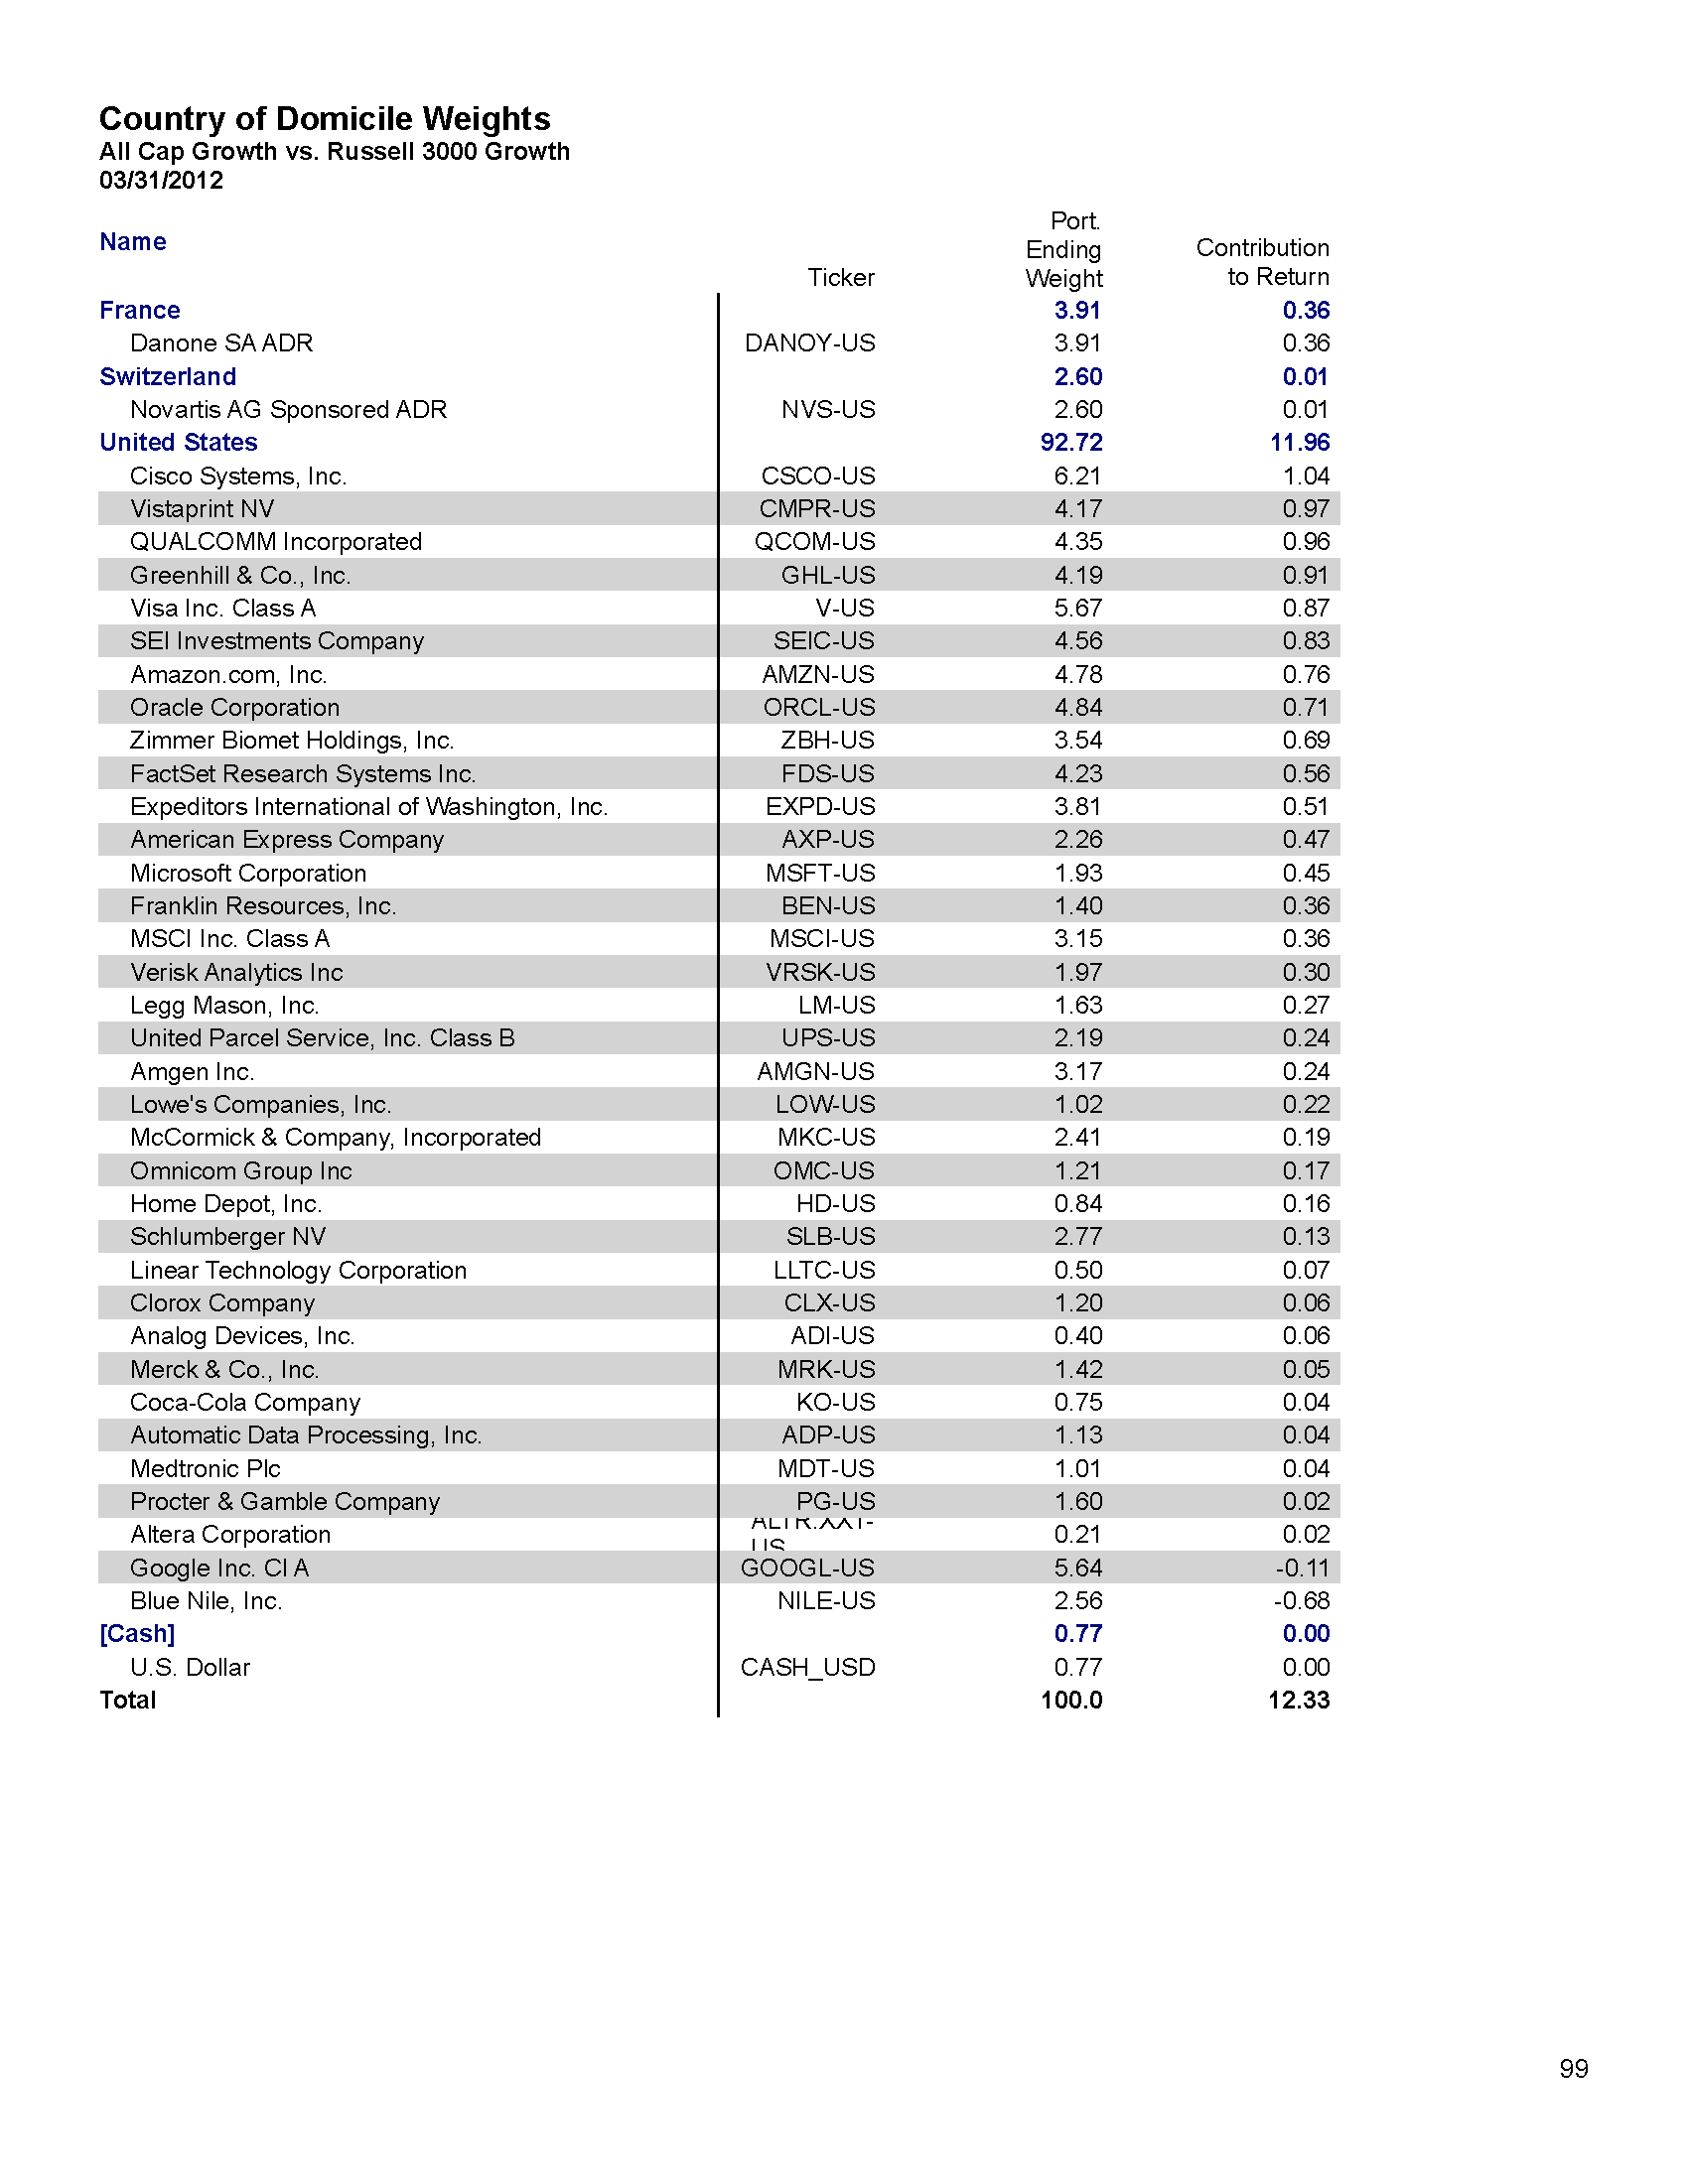 Country of Domicile Weights
All Cap Growth vs. Russell 3000 Growth
03/31/2012
Name Ticker Port. Ending Weight Contribution to Return
France 3.91 0.36
Danone SA ADR DANOY-US 3.91 0.36
Switzerland 2.60 0.01
Novartis AG Sponsored ADR NVS-US 2.60 0.01
United States 92.72 11.96
Cisco Systems, Inc. CSCO-US 6.21 1.04
Vistaprint NV CMPR-US 4.17 0.97
QUALCOMM Incorporated QCOM-US 4.35 0.96
Greenhill & Co., Inc. GHL-US 4.19 0.91
Visa Inc. Class A V-US 5.67 0.87
SEI Investments Company SEIC-US 4.56 0.83
Amazon.com, Inc. AMZN-US 4.78 0.76
Oracle Corporation ORCL-US 4.84 0.71
Zimmer Biomet Holdings, Inc. ZBH-US 3.54 0.69
FactSet Research Systems Inc. FDS-US 4.23 0.56
Expeditors International of Washington, Inc. EXPD-US 3.81 0.51
American Express Company AXP-US 2.26 0.47
Microsoft Corporation MSFT-US 1.93 0.45
Franklin Resources, Inc. BEN-US 1.40 0.36
MSCI Inc. Class A MSCI-US 3.15 0.36
Verisk Analytics Inc VRSK-US 1.97 0.30
Legg Mason, Inc. LM-US 1.63 0.27
United Parcel Service, Inc. Class B UPS-US 2.19 0.24
Amgen Inc. AMGN-US 3.17 0.24
Lowe's Companies, Inc. LOW-US 1.02 0.22
McCormick & Company, Incorporated MKC-US 2.41 0.19
Omnicom Group Inc OMC-US 1.21 0.17
Home Depot, Inc. HD-US 0.84 0.16
Schlumberger NV SLB-US 2.77 0.13
Linear Technology Corporation LLTC-US 0.50 0.07
Clorox Company CLX-US 1.20 0.06
Analog Devices, Inc. ADI-US 0.40 0.06
Merck & Co., Inc. MRK-US 1.42 0.05
Coca-Cola Company KO-US 0.75 0.04
Automatic Data Processing, Inc. ADP-US 1.13 0.04
Medtronic Plc MDT-US 1.01 0.04
Procter & Gamble Company PG-US 1.60 0.02
Altera Corporation 0.21 0.02
Google Inc. Cl A GOOGL-US 5.64 -0.11
Blue Nile, Inc. NILE-US 2.56 -0.68
[Cash] 0.77 0.00
U.S. Dollar CASH_USD 0.77 0.00
Total 100.0 12.33
99